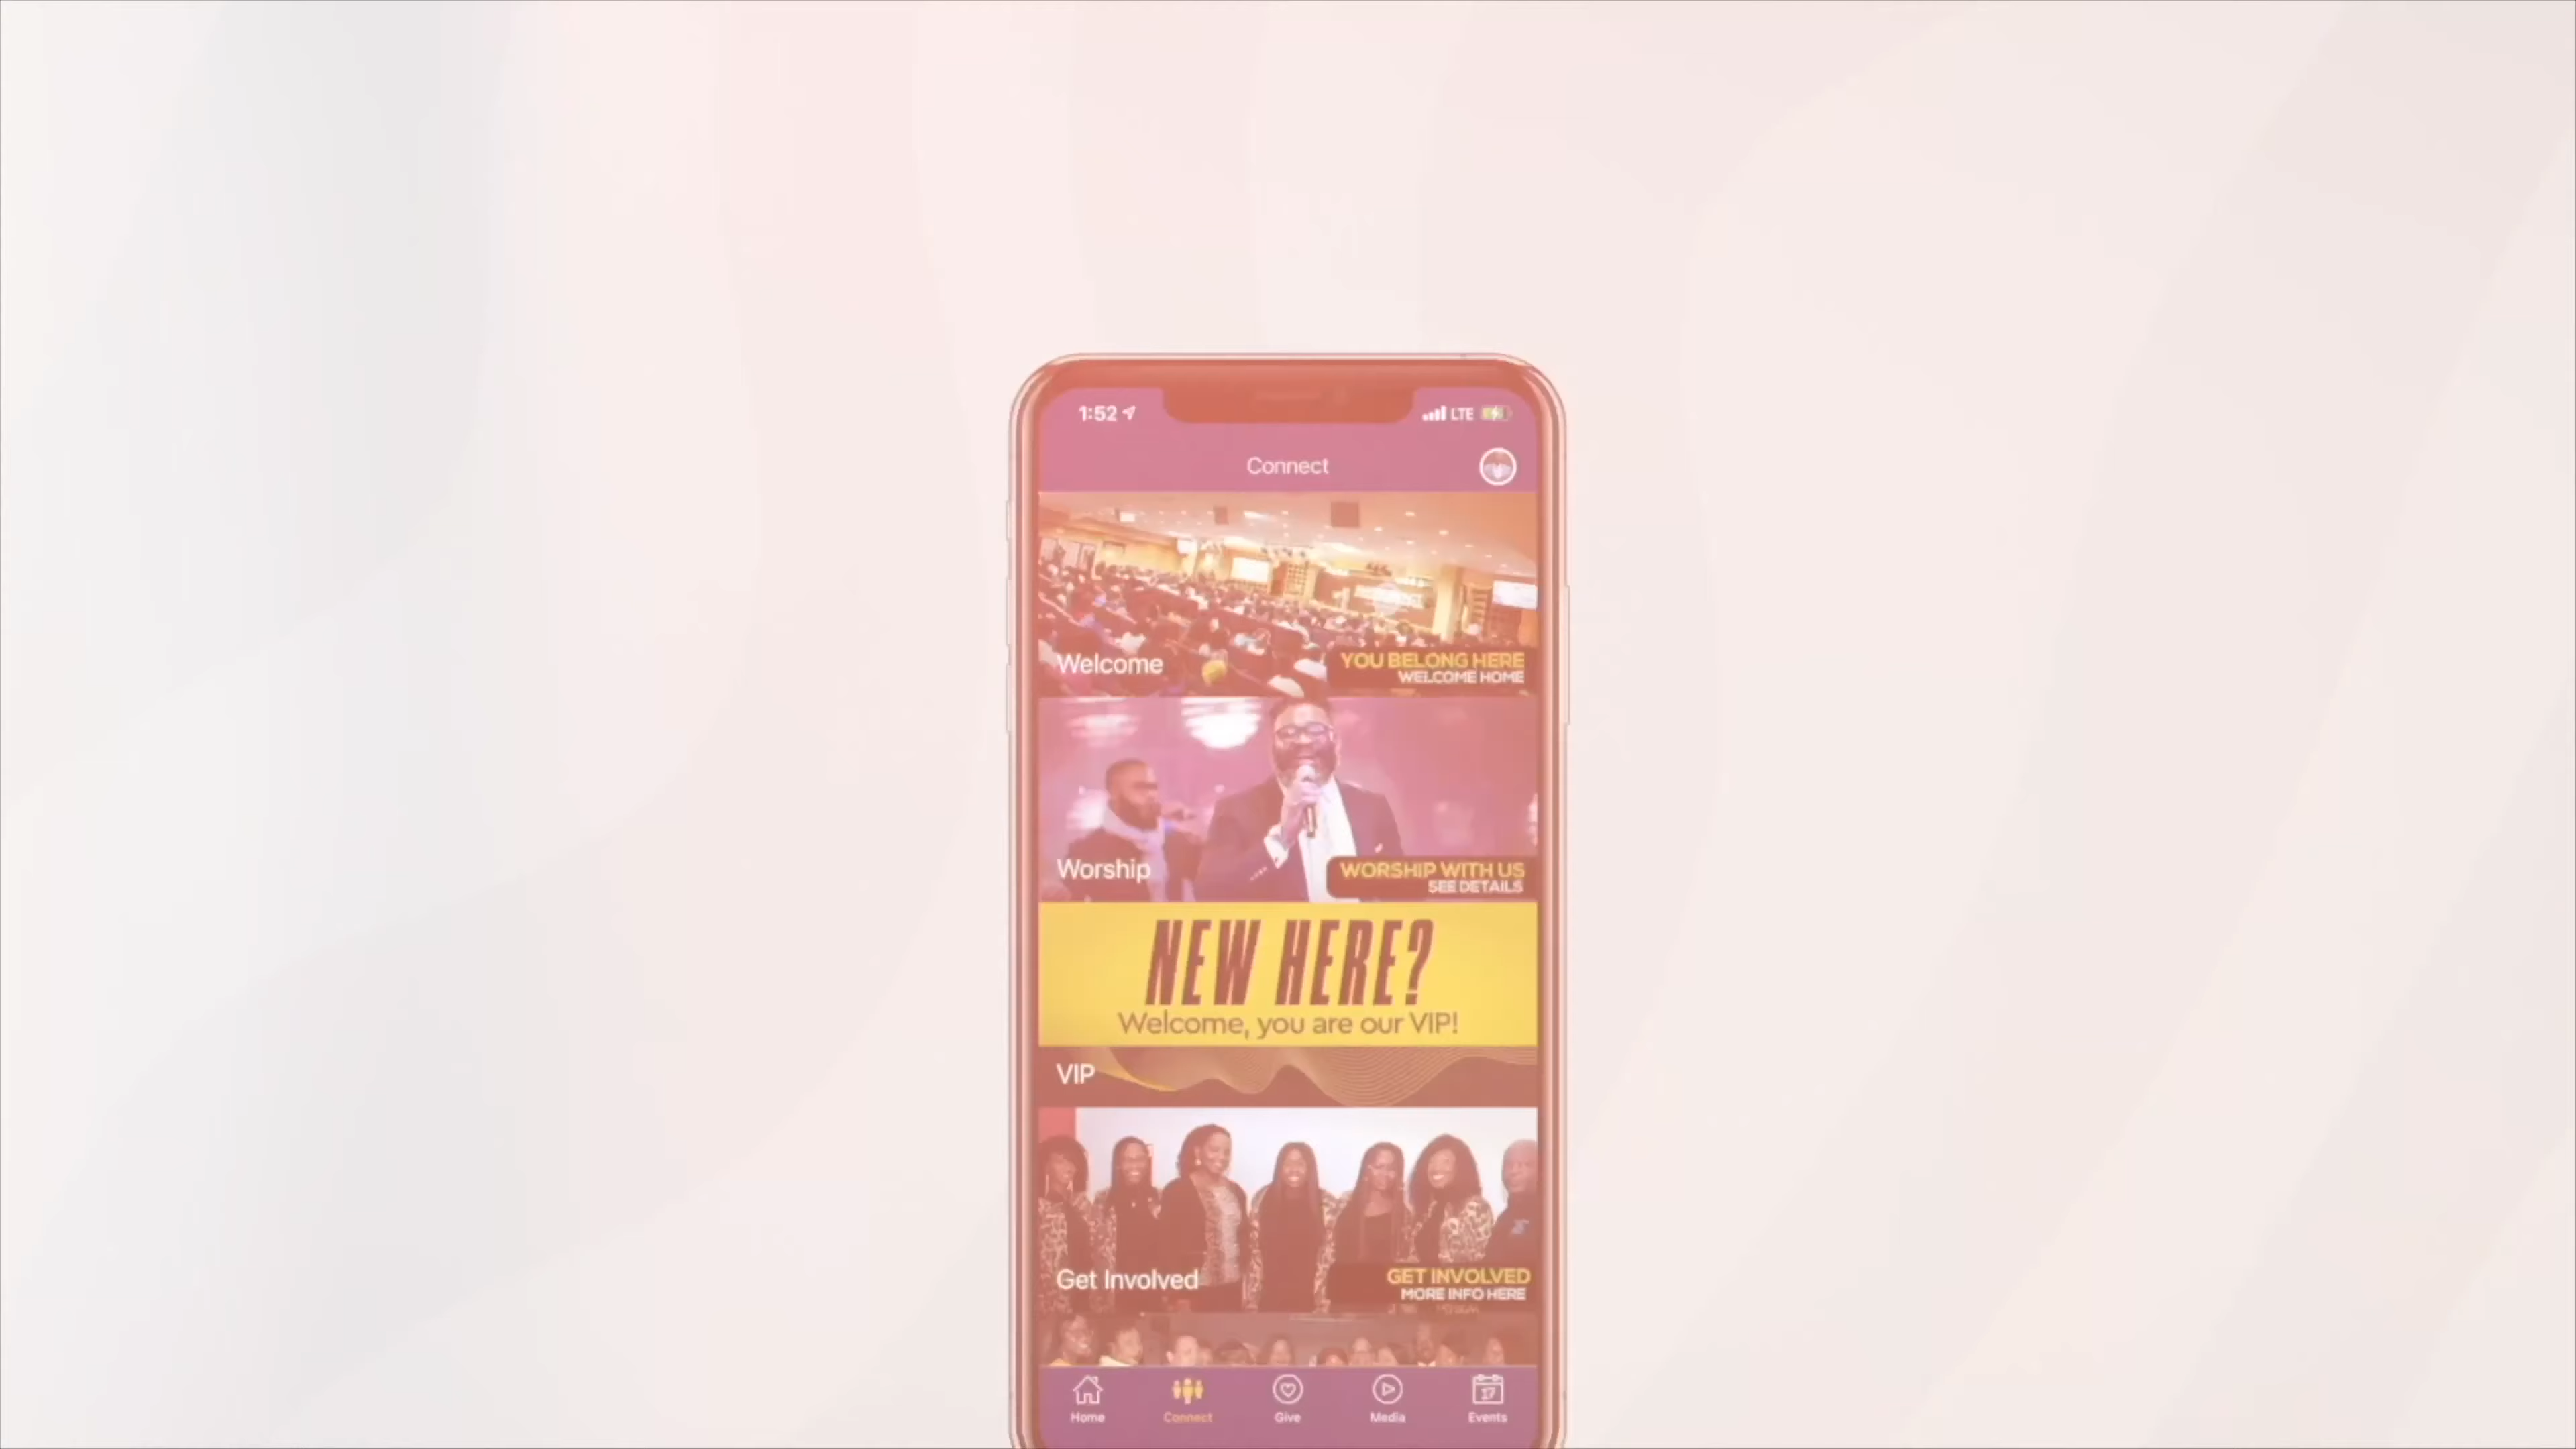 1:52
LTE
Connect
Welcome
YOU BELONG HERE
WELCOME HOME
Worship
WORSHIP WITH US
SEE DETAILS
NEW HERE?
Welcome, you are our VIP!
VIP
Get Involved
GET INVOLVED
MORE INFO HERE
17
Home
Connect
Give
Media
Events